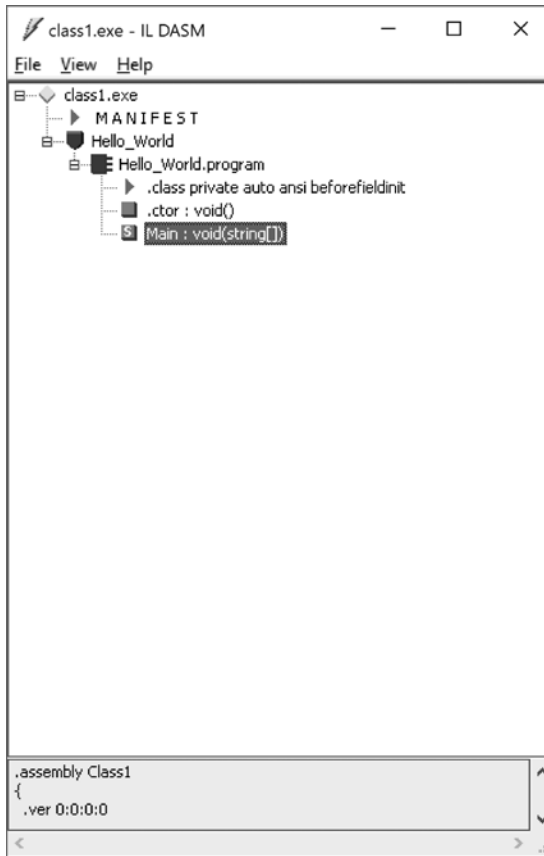 class1.exe - IL DASM
File View Help
class1.exe
MANIFEST
Hello_World
Hello_World.program
.class private auto ansi beforefieldinit
.ctor : void()
S Main : void(string[])
.assembly Class1
{
.ver 0:0:0:0